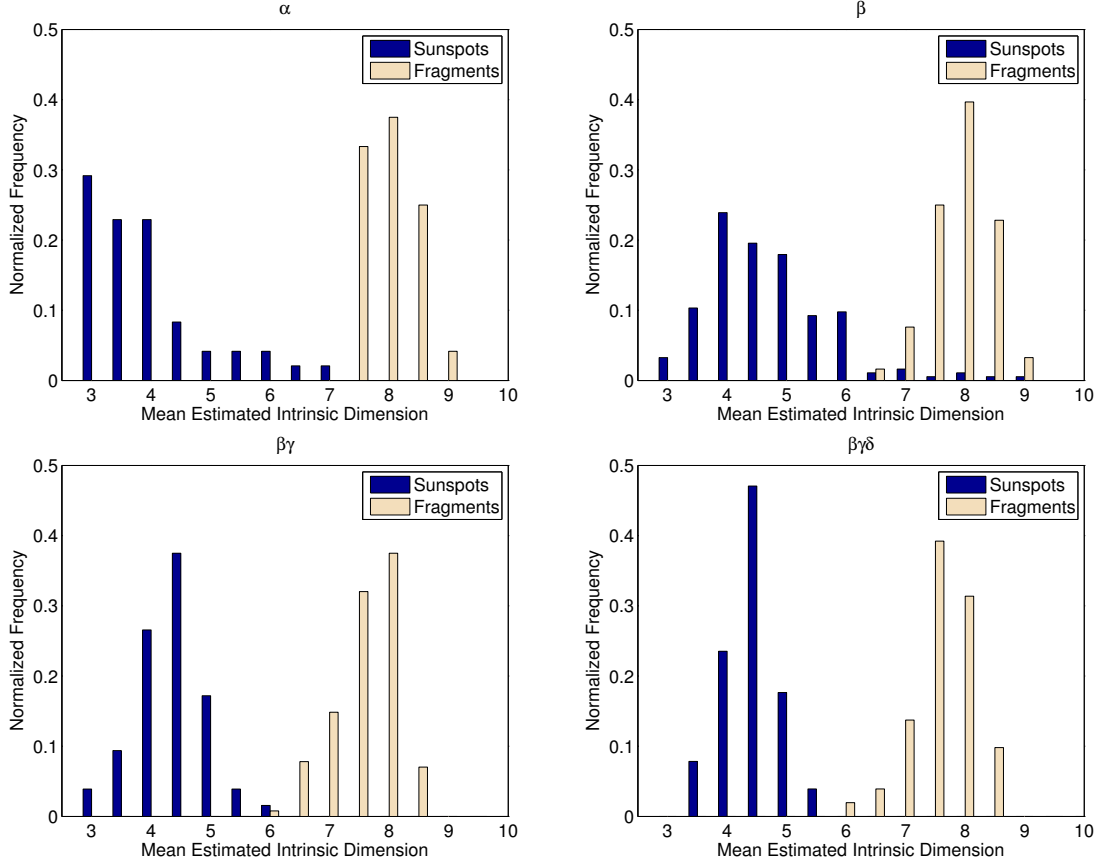 α
0.5
0.4
0.3
0.2
0.1
0
Normalized Frequency
Sunspots
Fragments
3 4 5 6 7 8 9 10
Mean Estimated Intrinsic Dimension
β
0.5
0.4
0.3
0.2
0.1
0
Normalized Frequency
Sunspots
Fragments
3 4 5 6 7 8 9 10
Mean Estimated Intrinsic Dimension
βγ
0.5
0.4
0.3
0.2
0.1
0
Normalized Frequency
Sunspots
Fragments
3 4 5 6 7 8 9 10
Mean Estimated Intrinsic Dimension
βγδ
0.5
0.4
0.3
0.2
0.1
0
Normalized Frequency
Sunspots
Fragments
3 4 5 6 7 8 9 10
Mean Estimated Intrinsic Dimension